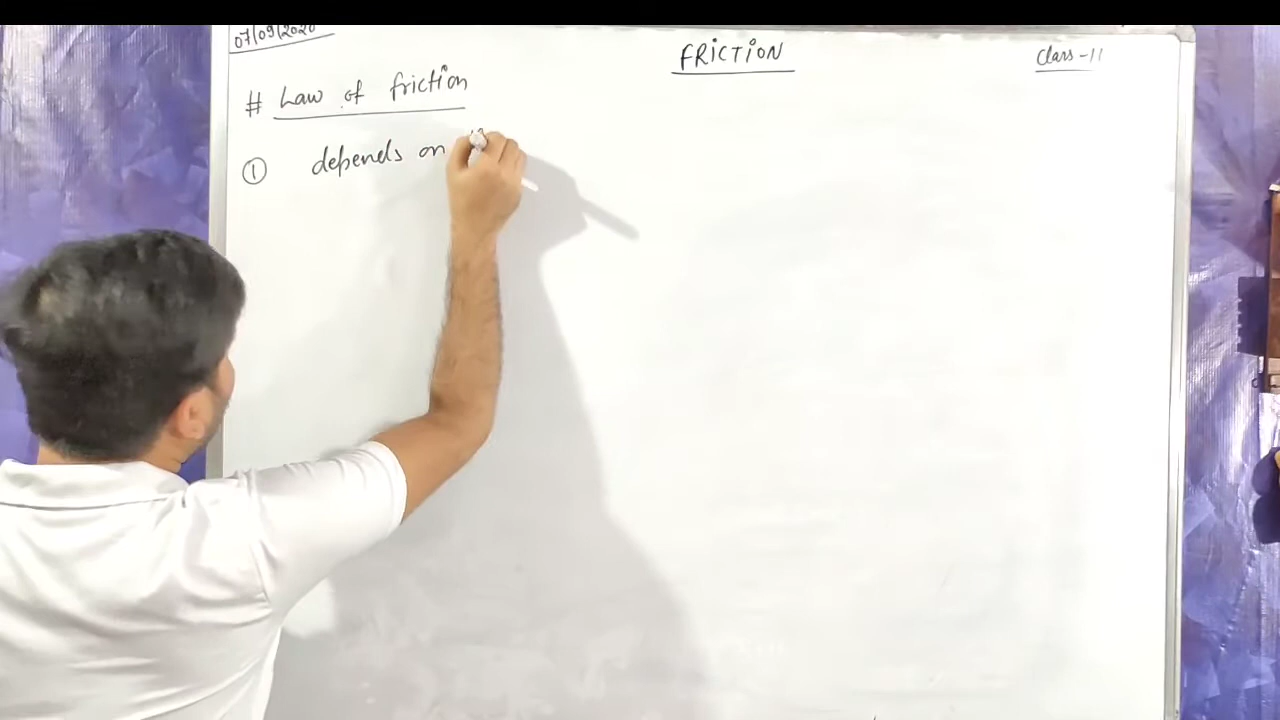 07/09/2020
FRICTION
Class-11
# Law of friction
① depends on